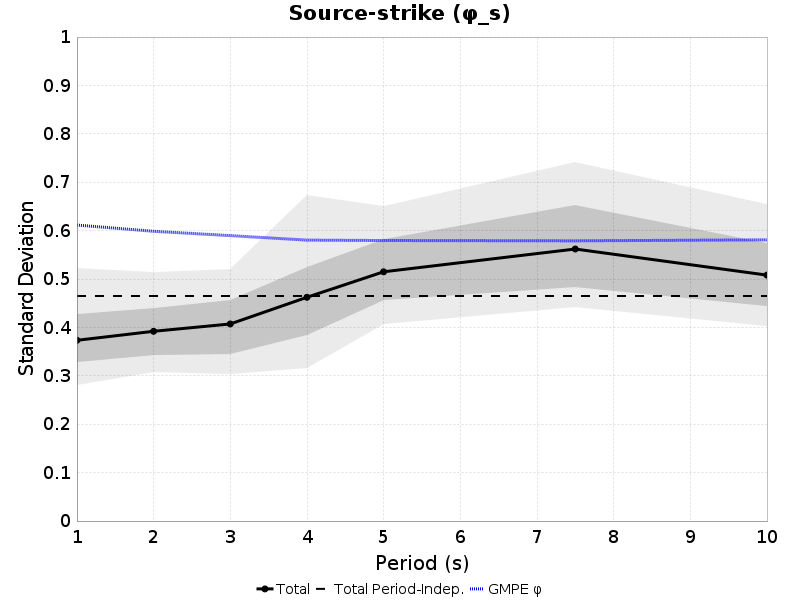 Source-strike (φ_s)
1
0.9
0.8
0.7
0.6
0.5
0.4
0.3
0.2
0.1
0
Standard Deviation
1 2 3 4 5 6 7 8 9 10
Period (s)
Total Total Period-Indep. GMPE φ